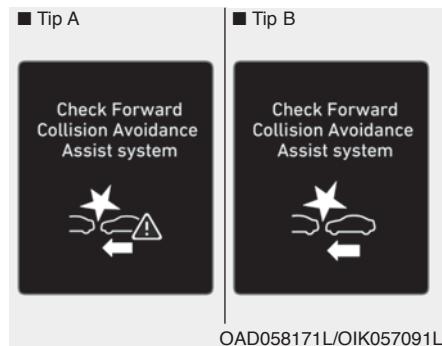 ■ Tip A
Check Forward
Collision Avoidance
Assist system
■ Tip B
Check Forward
Collision Avoidance
Assist system
OAD058171L/OIK057091L